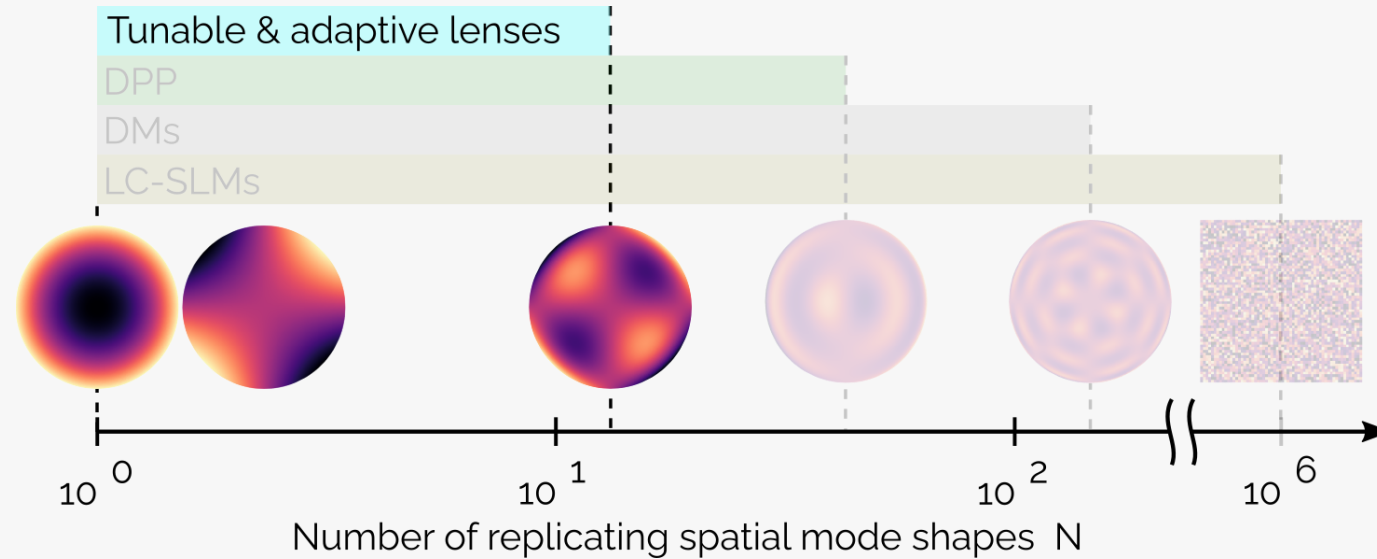 Tunable & adaptive lenses
DPP
DMs
LC-SLMs
10 0
10 1
10 2
10 6
Number of replicating spatial mode shapes N